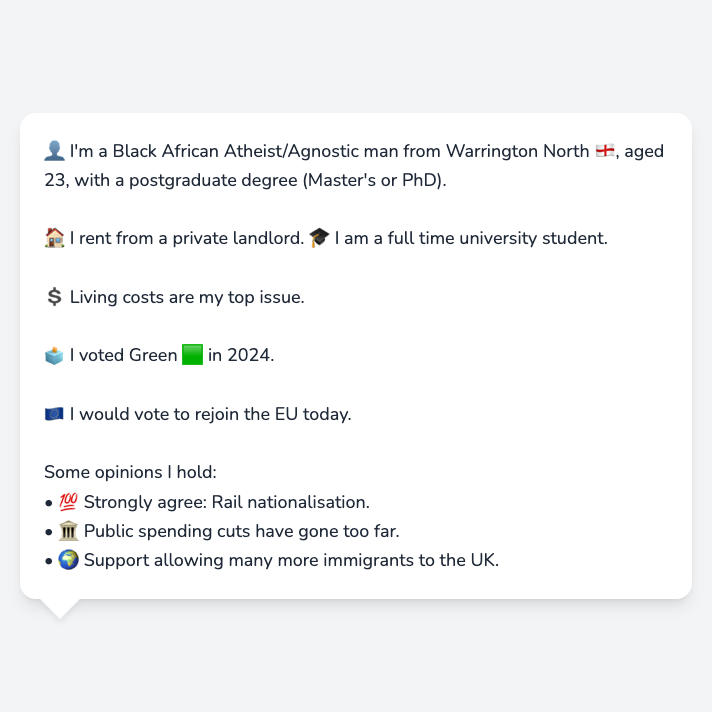 👤 I'm a Black African Atheist/Agnostic man from Warrington North 🏴󠁧󠁢󠁥󠁮󠁧󠁿, aged
23, with a postgraduate degree (Master's or PhD).
🏠 I rent from a private landlord. 🎓 I am a full time university student.
💲 Living costs are my top issue.
🗳️ I voted Green 🟩 in 2024.
🇪🇺 I would vote to rejoin the EU today.
Some opinions I hold:
• 💯 Strongly agree: Rail nationalisation.
• 🏛️ Public spending cuts have gone too far.
• 🌍 Support allowing many more immigrants to the UK.